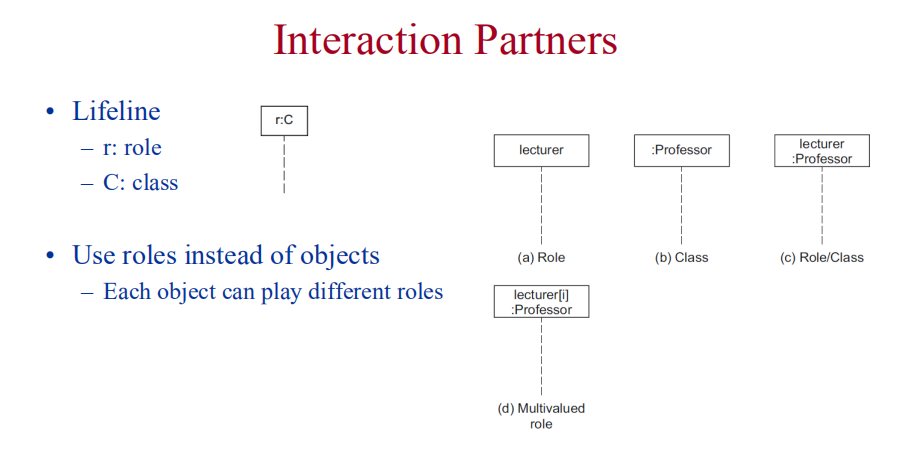 Interaction Partners
• Lifeline
– r: role
– C: class
r:C
• Use roles instead of objects
– Each object can play different roles
lecturer
(a) Role
:Professor
(b) Class
lecturer
:Professor
(c) Role/Class
lecturer[i]
:Professor
(d) Multivalued
role